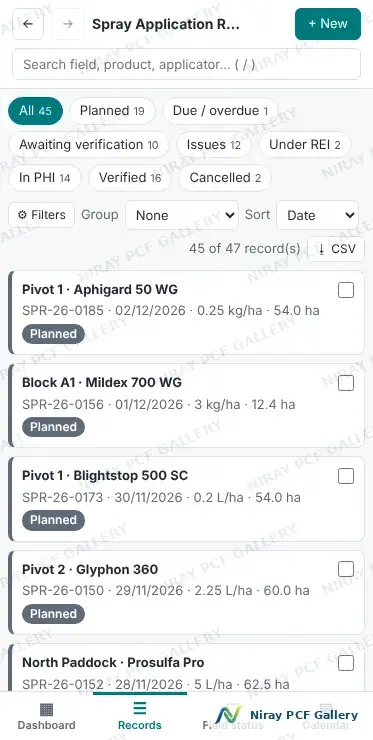 ← → Spray Application R... + New
Search field, product, applicator... ( / )
All 45 Planned 19 Due / overdue 1
Awaiting verification 10 Issues 12 Under REI 2
In PHI 14 Verified 16 Cancelled 2
⚙ Filters Group None Sort Date
45 of 47 record(s) ⭳ CSV
Pivot 1 · Aphigard 50 WG
SPR-26-0185 · 02/12/2026 · 0.25 kg/ha · 54.0 ha
Planned
Block A1 · Mildex 700 WG
SPR-26-0156 · 01/12/2026 · 3 kg/ha · 12.4 ha
Planned
Pivot 1 · Blightstop 500 SC
SPR-26-0173 · 30/11/2026 · 0.2 L/ha · 54.0 ha
Planned
Pivot 2 · Glyphon 360
SPR-26-0150 · 29/11/2026 · 2.25 L/ha · 60.0 ha
Planned
North Paddock · Prosulfa Pro
SPR-26-0152 · 28/11/2026 · 5 L/ha · 62.5 ha
Dashboard Records status Calendar
Niray PCF Gallery
NIRAY PCF GALLERY